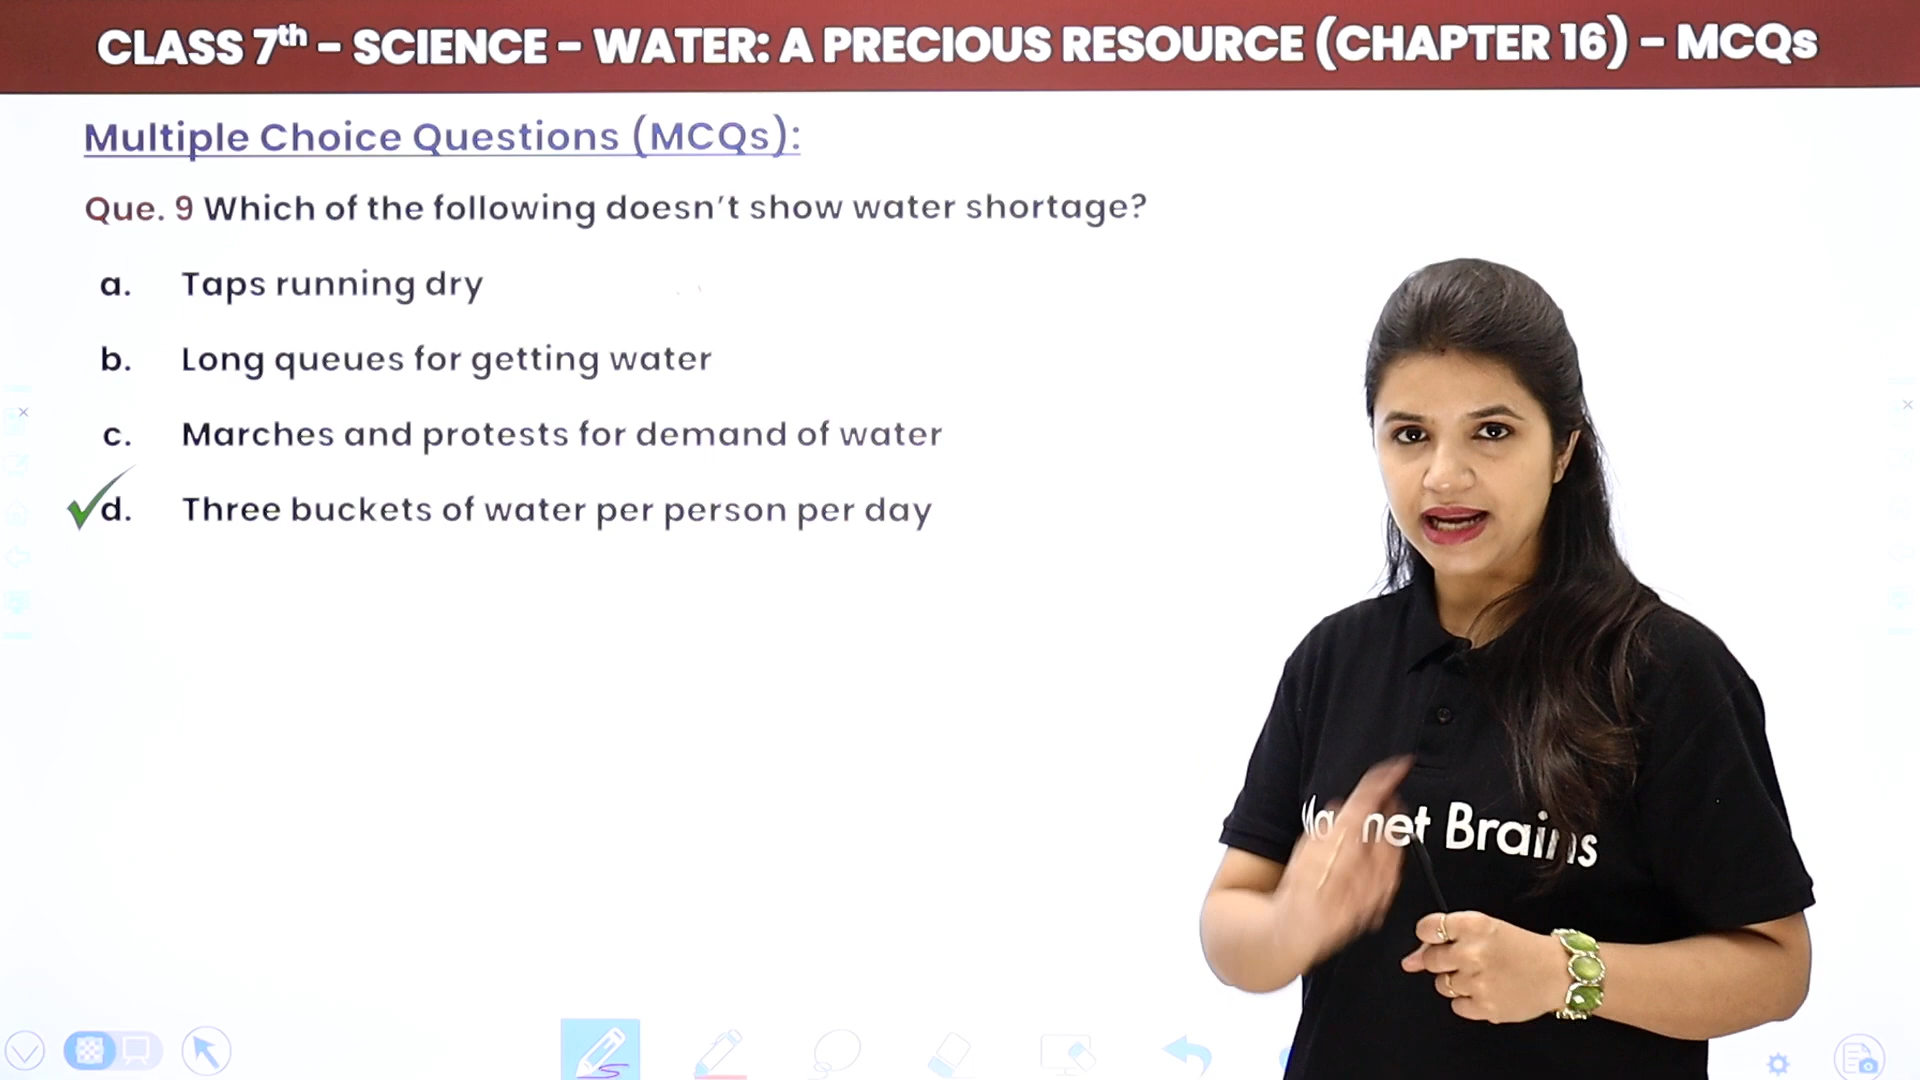 CLASS 7th – SCIENCE – WATER: A PRECIOUS RESOURCE (CHAPTER 16) – MCQs
Multiple Choice Questions (MCQs):
Que. 9 Which of the following doesn't show water shortage?
a. Taps running dry
b. Long queues for getting water
c. Marches and protests for demand of water
d. Three buckets of water per person per day
Brains